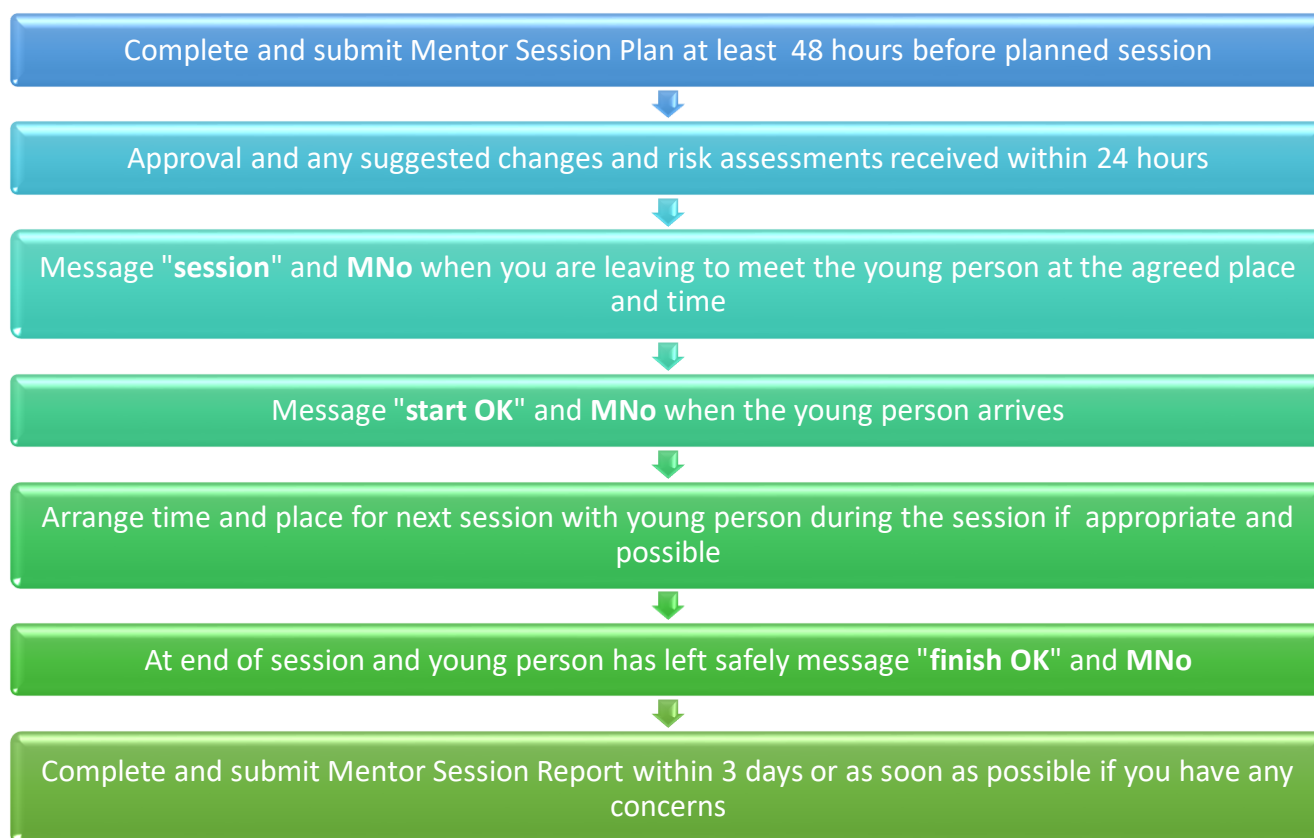 Complete and submit Mentor Session Plan at least  48 hours before planned session
Approval and any suggested changes and risk assessments received within 24 hours
Message "session" and MNo when you are leaving to meet the young person at the agreed place
and time
Message "start OK" and MNo when the young person arrives
Arrange time and place for next session with young person during the session if  appropriate and
possible
At end of session and young person has left safely message "finish OK" and MNo
Complete and submit Mentor Session Report within 3 days or as soon as possible if you have any
concerns